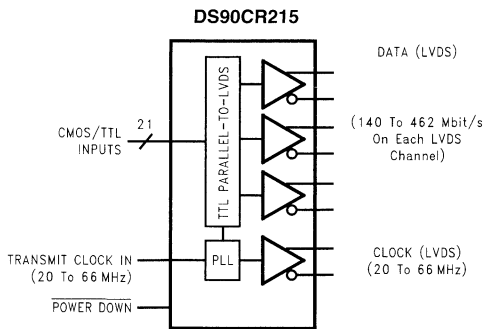 DS90CR215
DATA (LVDS)
TTL PARALLEL-TO-LVDS
21
CMOS/TTL
INPUTS
(140 To 462 Mbit/s
On Each LVDS
Channel)
PLL
TRANSMIT CLOCK IN
(20 To 66 MHz)
CLOCK (LVDS)
(20 To 66 MHz)
POWER DOWN